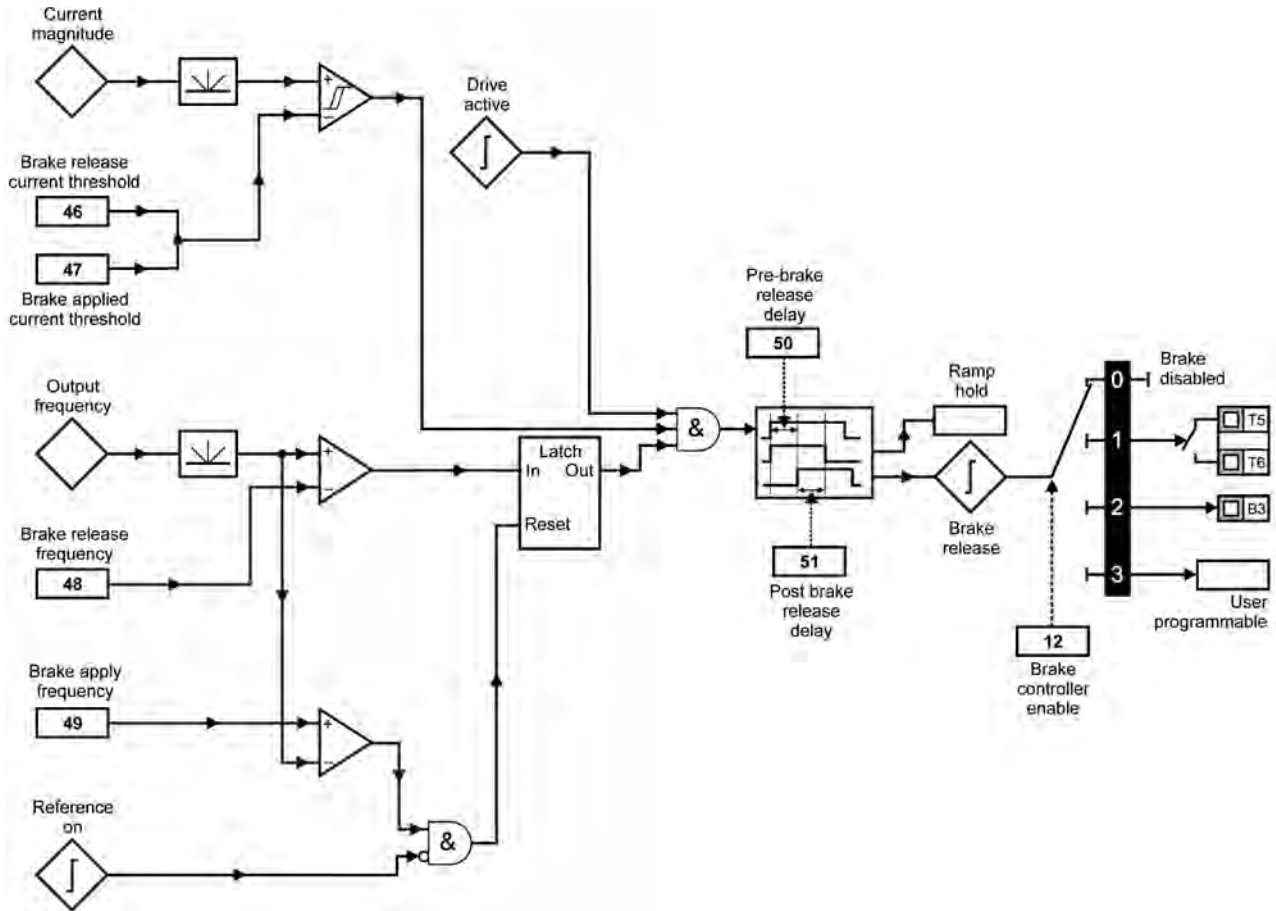 Current
magnitude
+
−
Brake release
current threshold
46
47
Brake applied
current threshold
Drive
active
Output
frequency
+
−
Brake release
frequency
48
Latch
In Out
Reset
&
Pre-brake
release
delay
50
51
Post brake
release
delay
Ramp
hold
Brake
release
0
Brake
disabled
1
T5
T6
2
B3
3
User
programmable
12
Brake
controller
enable
Brake apply
frequency
49
+
−
Reference
on
&